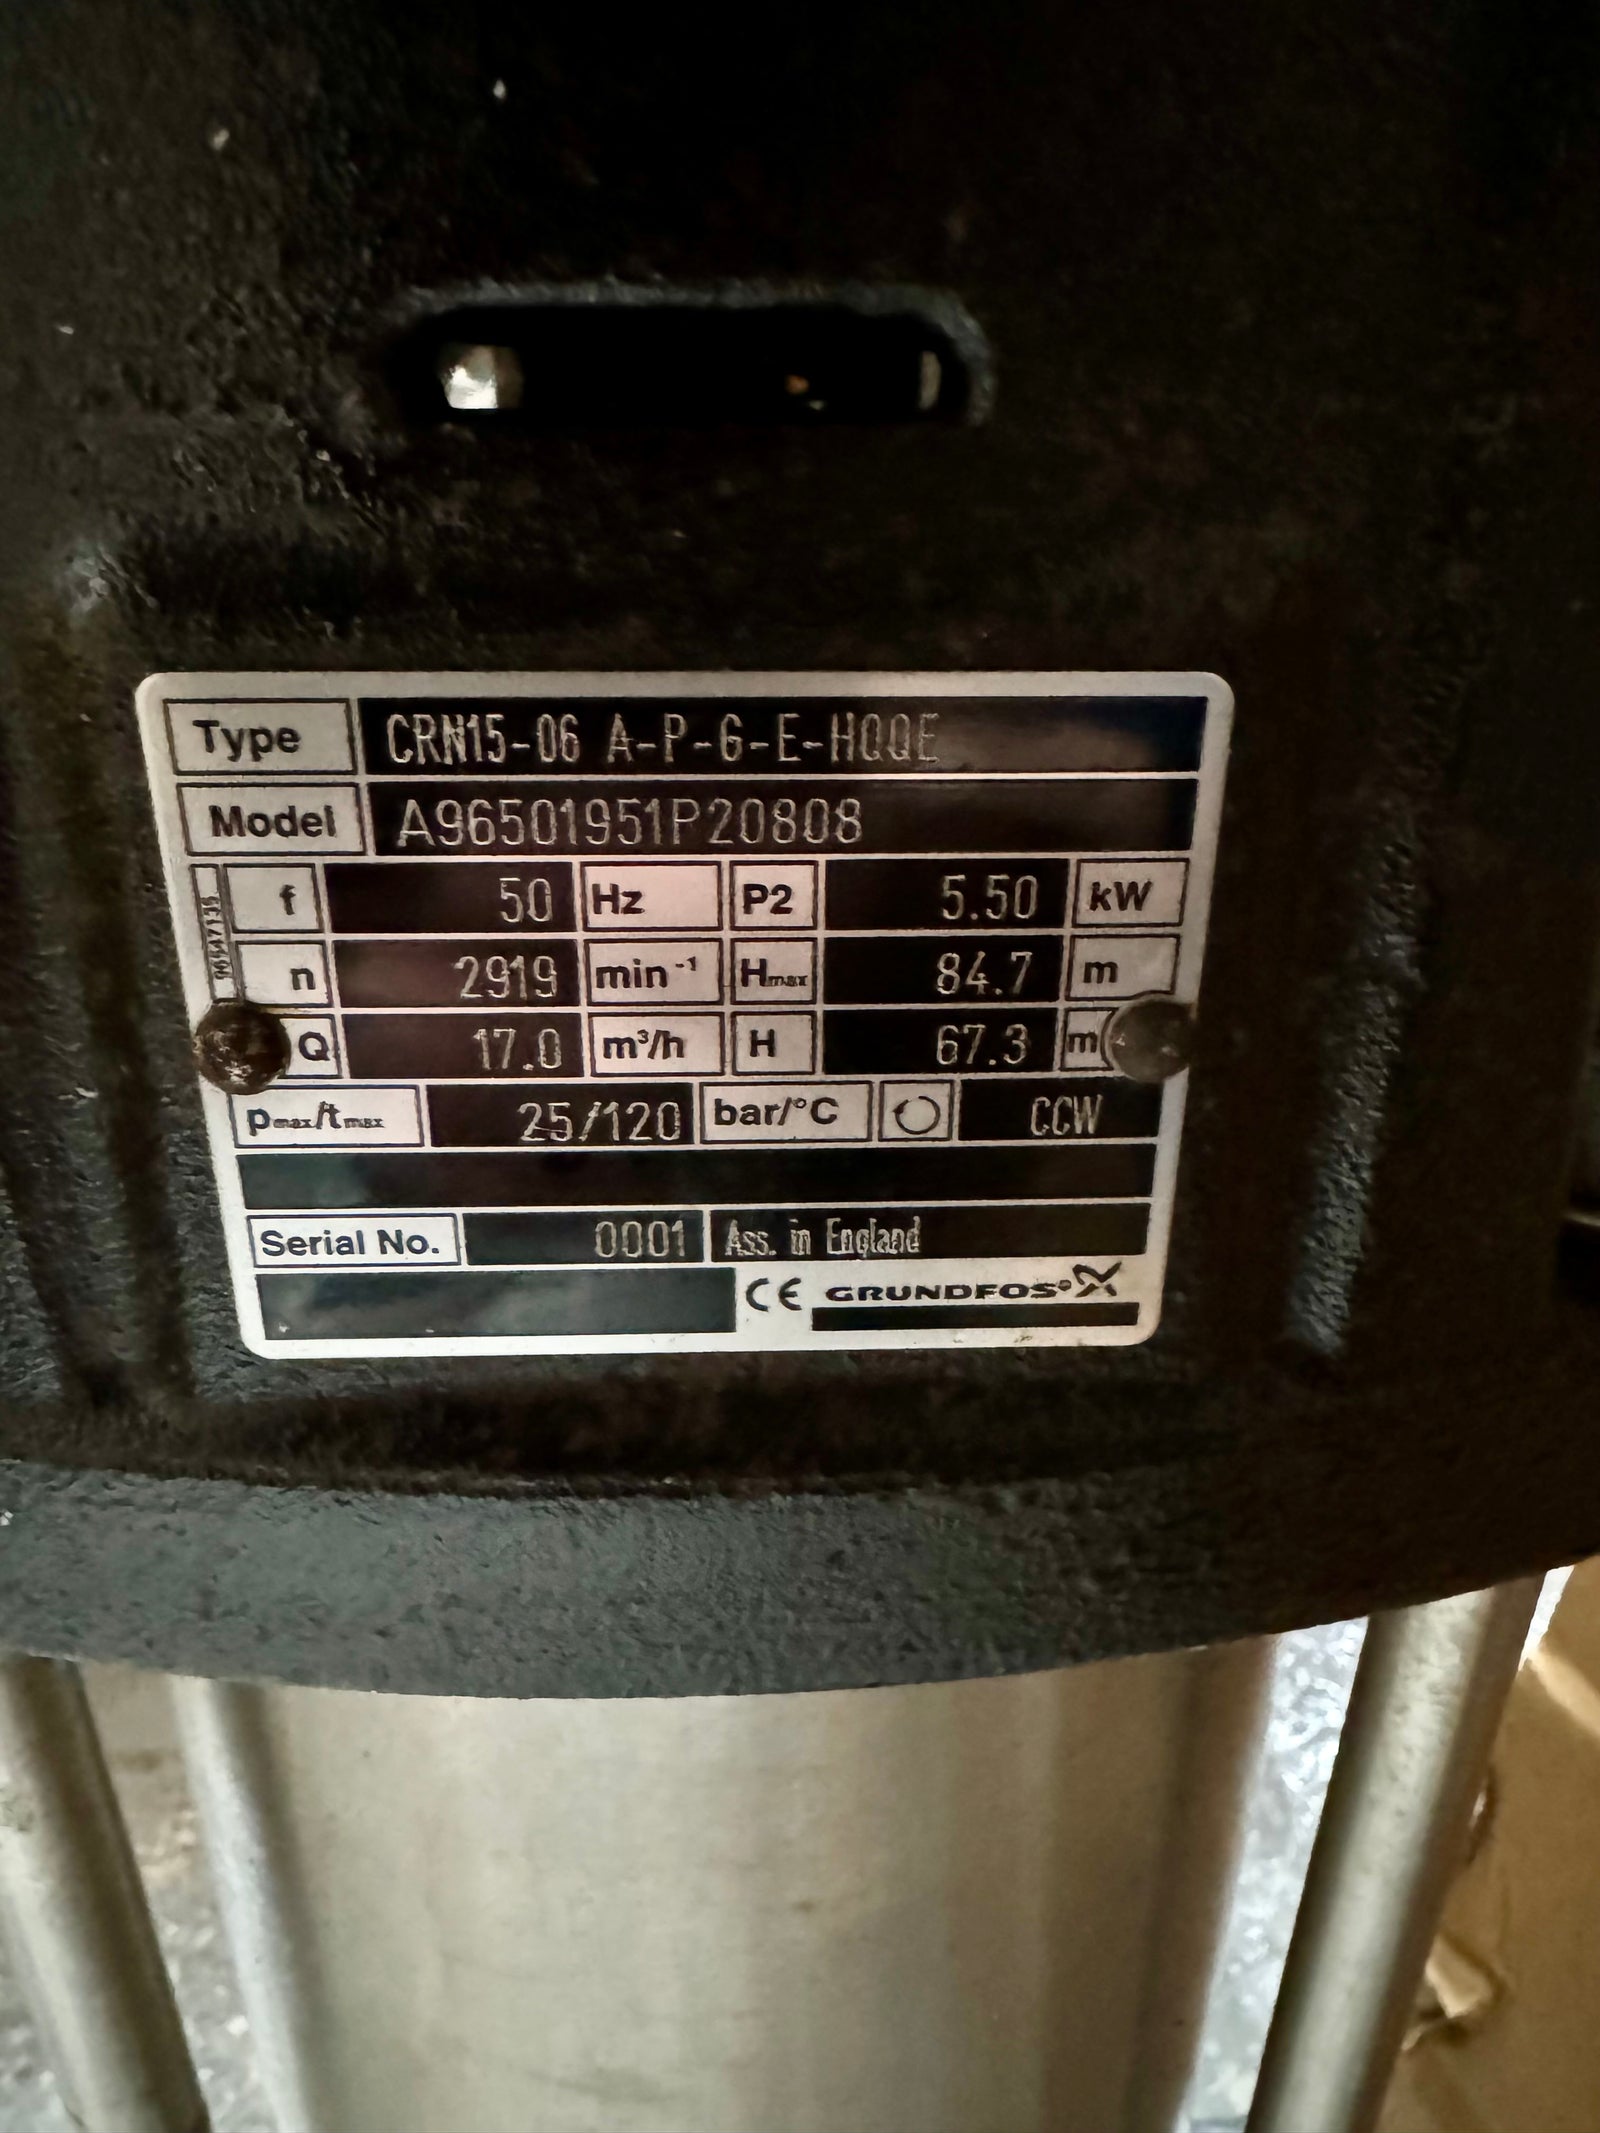 Type CRN15-06 A-P-G-E-HQQE
Model A96501951P20808
f 50 Hz P2 5.50 kW
n 2919 min⁻¹ Hmax 84.7 m
Q 17.0 m³/h H 67.3 m
pmax/tmax 25/120 bar/°C CCW
Serial No. 0001 Ass. in England
CE GRUNDFOS
96547135